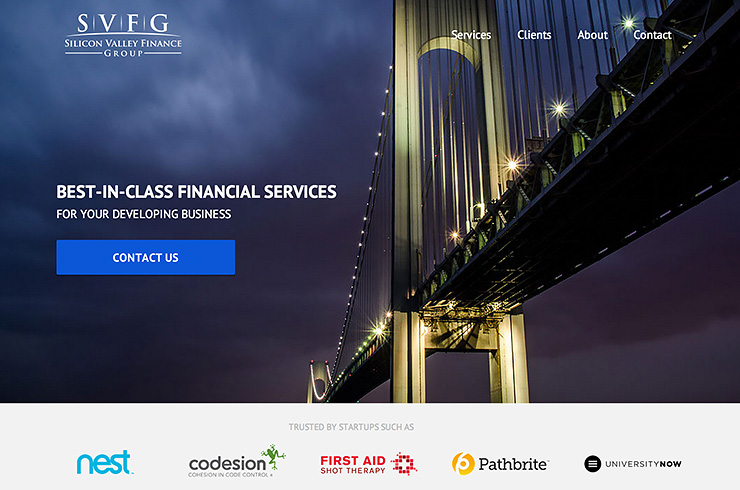 S V F G
SILICON VALLEY FINANCE
GROUP
Services Clients About Contact
BEST-IN-CLASS FINANCIAL SERVICES
FOR YOUR DEVELOPING BUSINESS
CONTACT US
TRUSTED BY STARTUPS SUCH AS
nest
codesion
COHESION IN CODE CONTROL
FIRST AID
SHOT THERAPY
Pathbrite
UNIVERSITYNOW